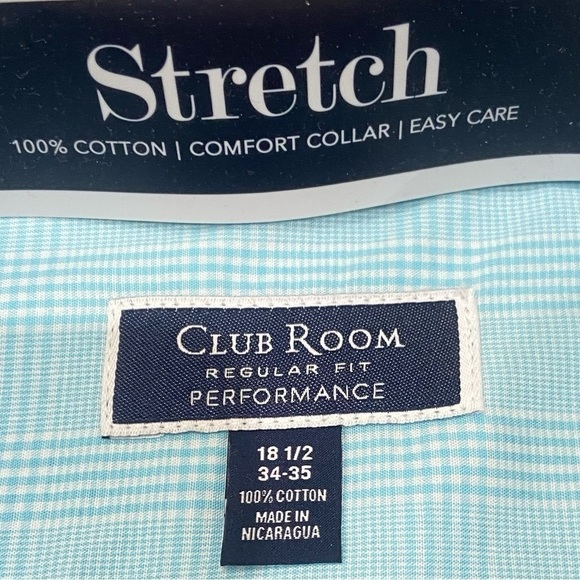 Stretch
100% COTTON | COMFORT COLLAR | EASY CARE
CLUB ROOM
REGULAR FIT
PERFORMANCE
18 1/2
34-35
100% COTTON
MADE IN
NICARAGUA